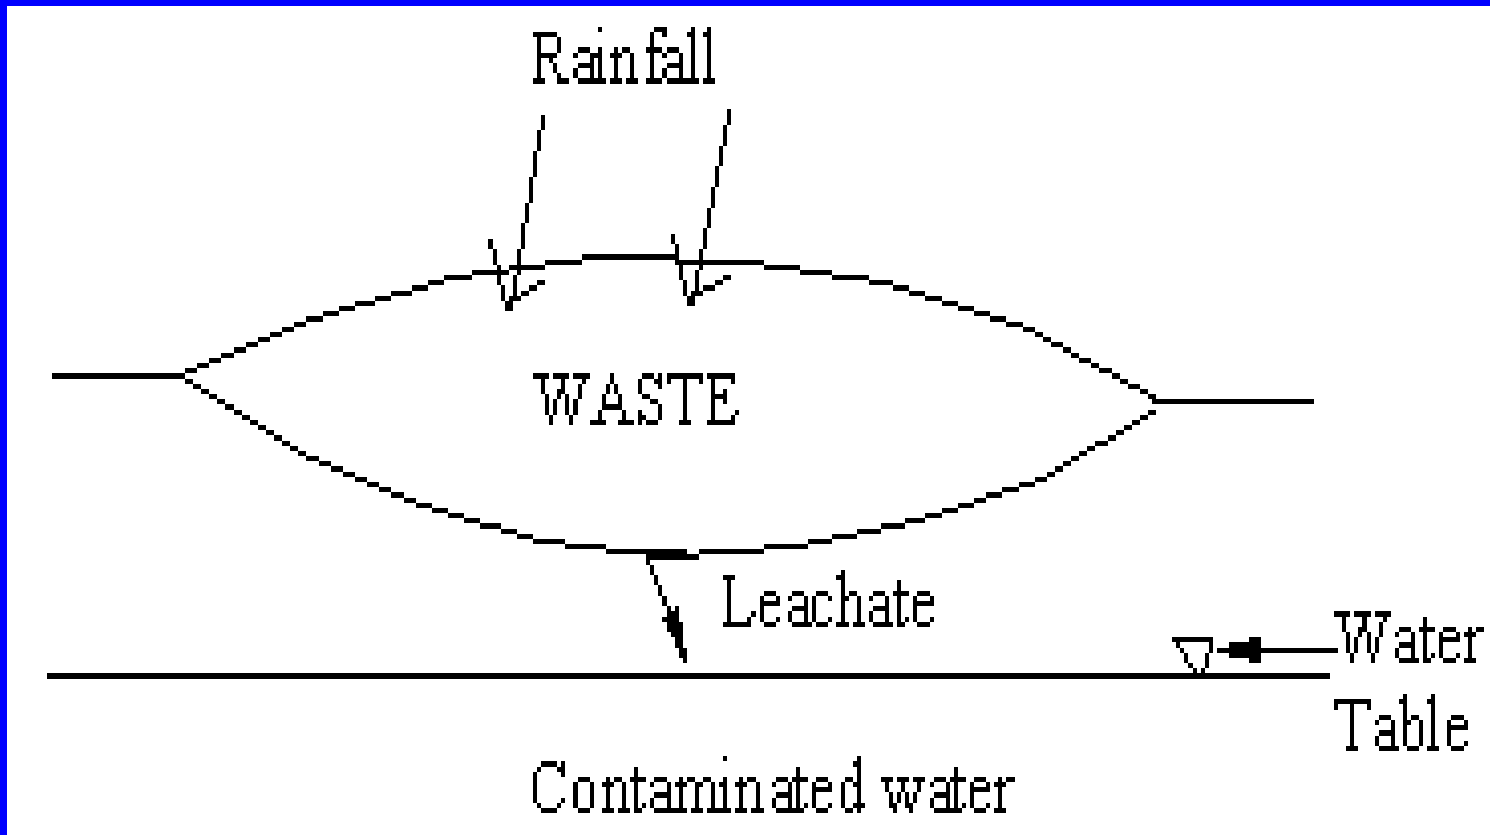 Rainfall
WASTE
Leachate
Water
Table
Contaminated water